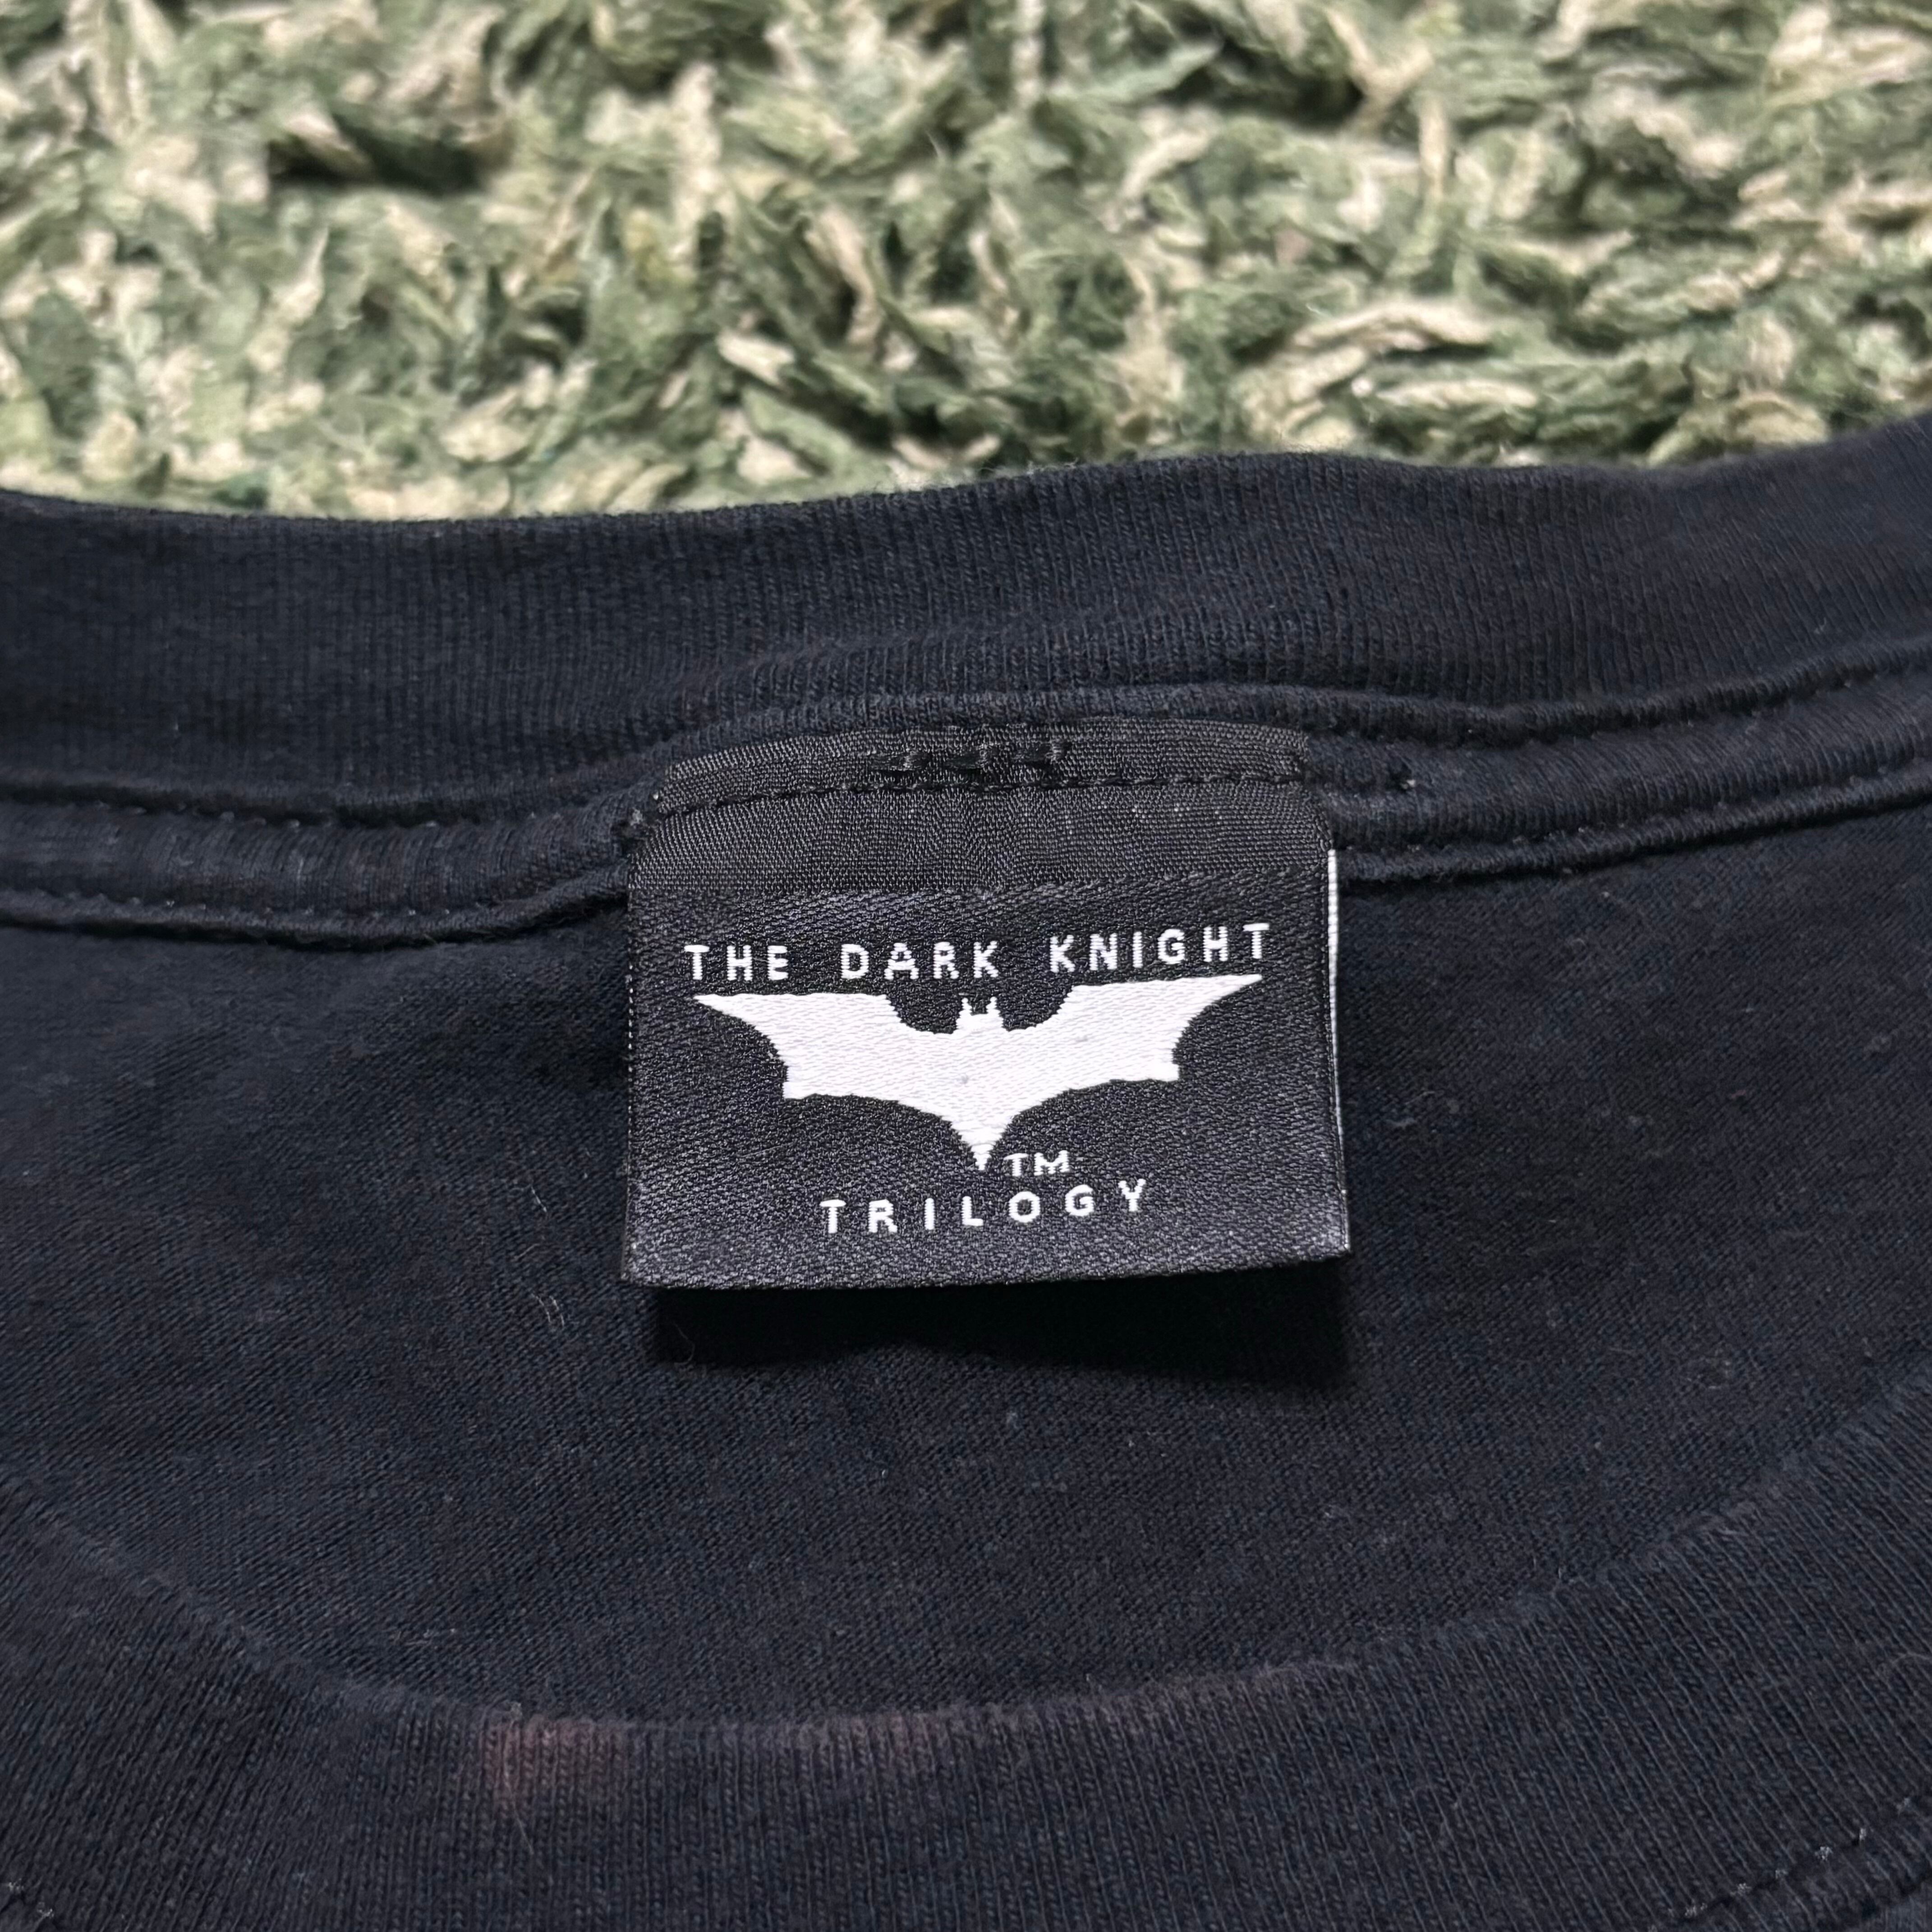 THE DARK KNIGHT
TM
TRILOGY